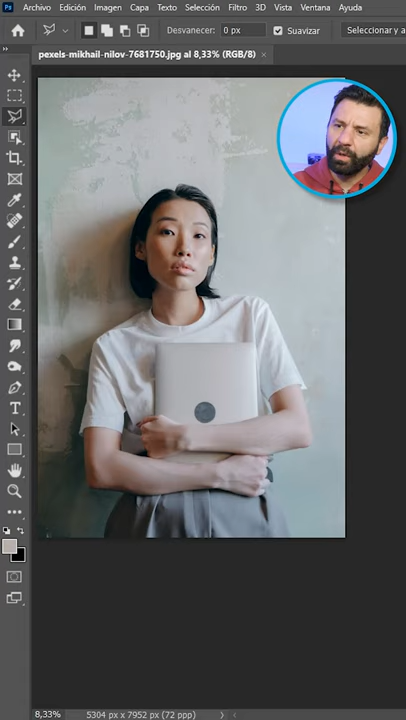 Ps Archivo Edición Imagen Capa Texto Selección Filtro 3D Vista Ventana Ayuda
Desvanecer: 0 px Suavizar Seleccionar y a
pexels-mikhail-nilov-7681750.jpg al 8,33% (RGB/8) ×
T
8,33% 5304 px x 7952 px (72 ppp)